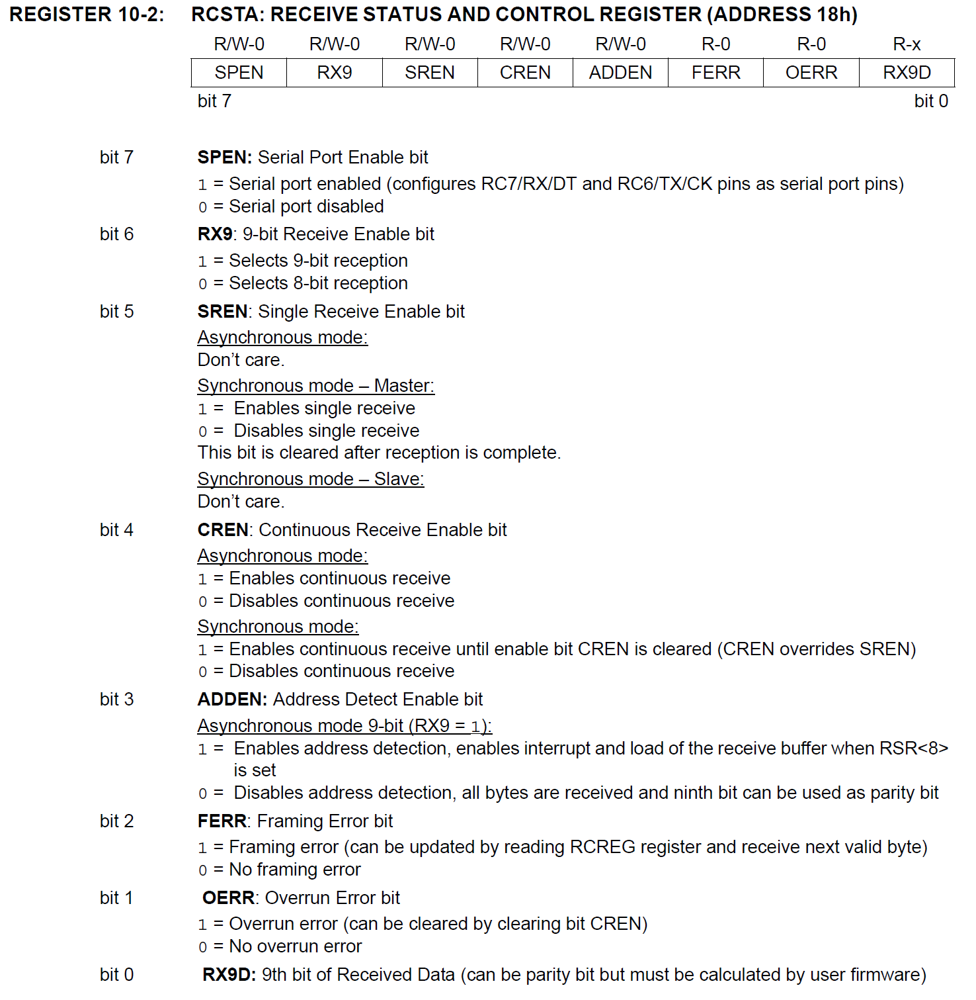 REGISTER 10-2: RCSTA: RECEIVE STATUS AND CONTROL REGISTER (ADDRESS 18h)
R/W-0 R/W-0 R/W-0 R/W-0 R/W-0 R-0 R-0 R-x
SPEN RX9 SREN CREN ADDEN FERR OERR RX9D
bit 7 bit 0
bit 7 SPEN: Serial Port Enable bit
1 = Serial port enabled (configures RC7/RX/DT and RC6/TX/CK pins as serial port pins)
0 = Serial port disabled
bit 6 RX9: 9-bit Receive Enable bit
1 = Selects 9-bit reception
0 = Selects 8-bit reception
bit 5 SREN: Single Receive Enable bit
Asynchronous mode:
Don’t care.
Synchronous mode – Master:
1 = Enables single receive
0 = Disables single receive
This bit is cleared after reception is complete.
Synchronous mode – Slave:
Don’t care.
bit 4 CREN: Continuous Receive Enable bit
Asynchronous mode:
1 = Enables continuous receive
0 = Disables continuous receive
Synchronous mode:
1 = Enables continuous receive until enable bit CREN is cleared (CREN overrides SREN)
0 = Disables continuous receive
bit 3 ADDEN: Address Detect Enable bit
Asynchronous mode 9-bit (RX9 = 1):
1 = Enables address detection, enables interrupt and load of the receive buffer when RSR<8>
is set
0 = Disables address detection, all bytes are received and ninth bit can be used as parity bit
bit 2 FERR: Framing Error bit
1 = Framing error (can be updated by reading RCREG register and receive next valid byte)
0 = No framing error
bit 1 OERR: Overrun Error bit
1 = Overrun error (can be cleared by clearing bit CREN)
0 = No overrun error
bit 0 RX9D: 9th bit of Received Data (can be parity bit but must be calculated by user firmware)